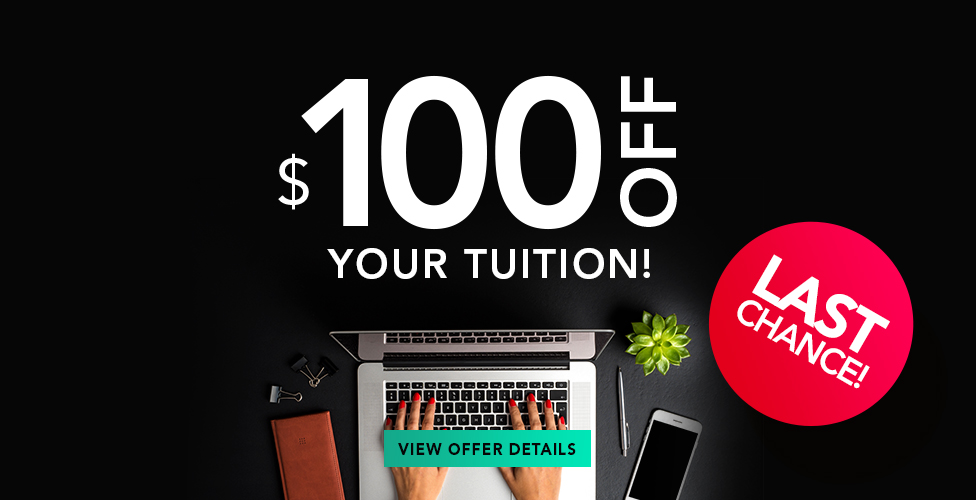 $100 OFF
YOUR TUITION!
LAST
CHANCE!
VIEW OFFER DETAILS